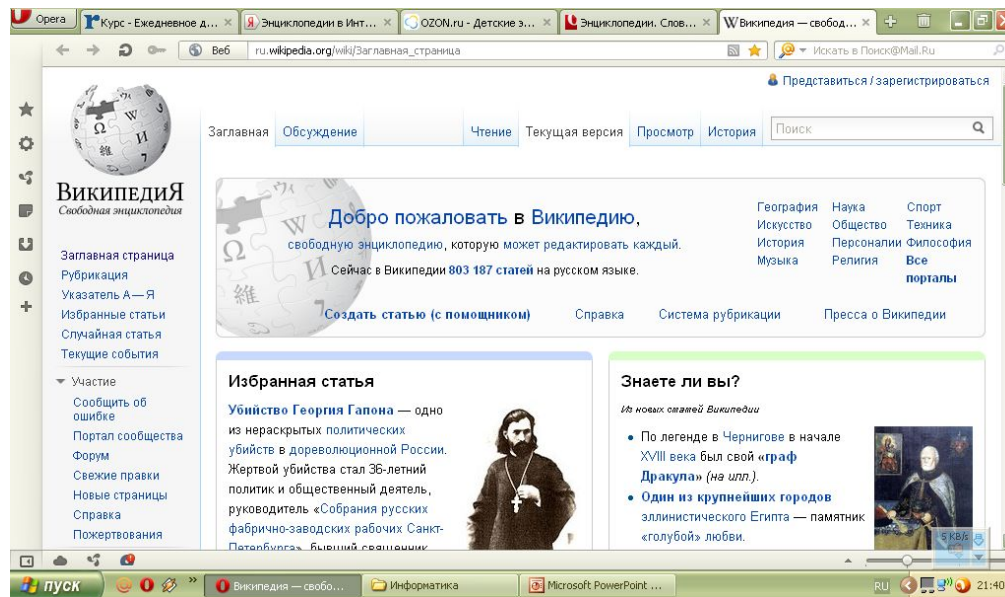 Opera
Курс - Ежедневное д...
Энциклопедии в Инт...
OZON.ru - Детские э...
Энциклопедии. Слов...
Википедия — свобод...
Веб
ru.wikipedia.org/wiki/Заглавная_страница
Искать в Поиск@Mail.Ru
Представиться / зарегистрироваться
Заглавная Обсуждение Чтение Текущая версия Просмотр История Поиск
ВикипедиЯ
Свободная энциклопедия
Заглавная страница
Рубрикация
Указатель А — Я
Избранные статьи
Случайная статья
Текущие события
Участие
Сообщить об
ошибке
Портал сообщества
Форум
Свежие правки
Новые страницы
Справка
Пожертвования
Добро пожаловать в Википедию,
свободную энциклопедию, которую может редактировать каждый.
Сейчас в Википедии 803 187 статей на русском языке.
География Наука Спорт
Искусство Общество Техника
История Персоналии Философия
Музыка Религия Все
порталы
Создать статью (с помощником) Справка Система рубрикации Пресса о Википедии
Избранная статья
Убийство Георгия Гапона — одно
из нераскрытых политических
убийств в дореволюционной России.
Жертвой убийства стал 36-летний
политик и общественный деятель,
руководитель «Собрания русских
фабрично-заводских рабочих Санкт-
Петербурга», бывший священник
Знаете ли вы?
Из новых статей Википедии
По легенде в Чернигове в начале
XVIII века был свой «граф
Дракула» (на илл.).
Один из крупнейших городов
эллинистического Египта — памятник
«голубой» любви.
5 KB/s
пуск
Википедия — свобо...
Информатика
Microsoft PowerPoint ...
RU
21:40